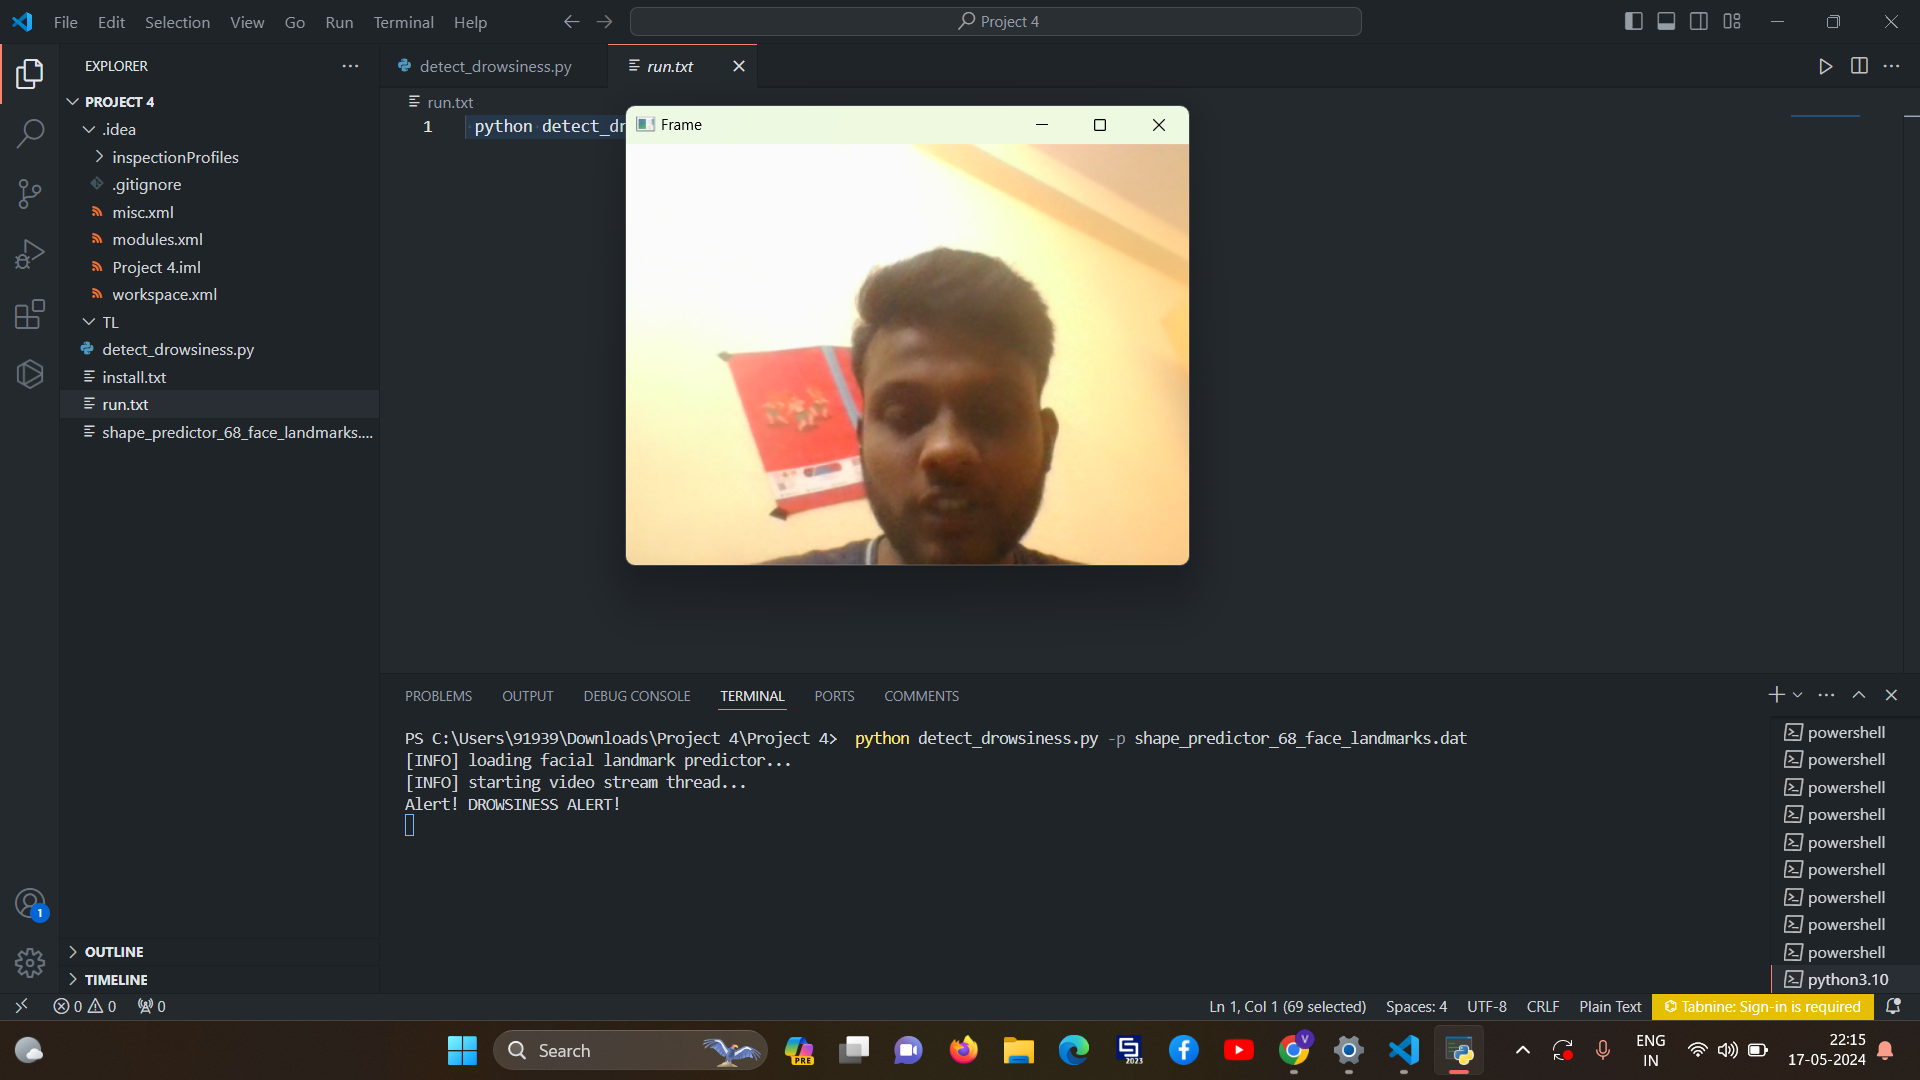 File Edit Selection View Go Run Terminal Help
Project 4
EXPLORER
PROJECT 4
.idea
inspectionProfiles
.gitignore
misc.xml
modules.xml
Project 4.iml
workspace.xml
TL
detect_drowsiness.py
install.txt
run.txt
shape_predictor_68_face_landmarks....
OUTLINE
TIMELINE
detect_drowsiness.py
run.txt
run.txt
1 python detect_dr
Frame
PROBLEMS OUTPUT DEBUG CONSOLE TERMINAL PORTS COMMENTS
PS C:\Users\91939\Downloads\Project 4\Project 4> python detect_drowsiness.py -p shape_predictor_68_face_landmarks.dat
[INFO] loading facial landmark predictor...
[INFO] starting video stream thread...
Alert! DROWSINESS ALERT!
powershell
powershell
powershell
powershell
powershell
powershell
powershell
powershell
powershell
python3.10
1
0 0 0
Ln 1, Col 1 (69 selected) Spaces: 4 UTF-8 CRLF Plain Text Tabnine: Sign-in is required
Search
PRE
2023
V
ENG
IN
22:15
17-05-2024